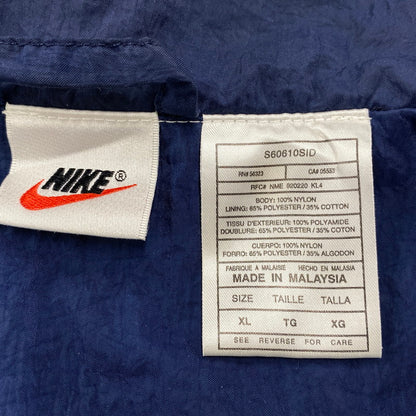 NIKE®
S60610SID
RN# 56323 CA# 05553
RFC# NME 920220 KL4
BODY: 100% NYLON
LINING: 65% POLYESTER / 35% COTTON
TISSU D'EXTERIEUR: 100% POLYAMIDE
DOUBLURE: 65% POLYESTER / 35% COTON
CUERPO: 100% NYLON
FORRO: 65% POLYESTER / 35% ALGODON
FABRIQUE A MALAISIE HECHO EN MALASIA
MADE IN MALAYSIA
SIZE TAILLE TALLA
XL TG XG
SEE REVERSE FOR CARE